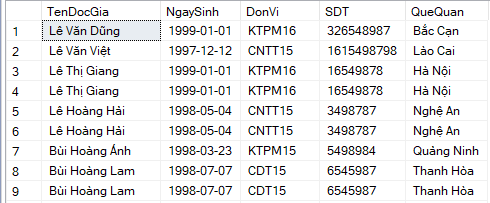 TenDocGia NgaySinh DonVi SDT QueQuan
1 Lê Văn Dũng 1999-01-01 KTPM16 326548987 Bắc Cạn
2 Lê Văn Việt 1997-12-12 CNTT15 1615498798 Lào Cai
3 Lê Thị Giang 1999-01-01 KTPM16 16549878 Hà Nội
4 Lê Thị Giang 1999-01-01 KTPM16 16549878 Hà Nội
5 Lê Hoàng Hải 1998-05-04 CNTT15 3498787 Nghệ An
6 Lê Hoàng Hải 1998-05-04 CNTT15 3498787 Nghệ An
7 Bùi Hoàng Ánh 1998-03-23 KTPM15 5498984 Quảng Ninh
8 Bùi Hoàng Lam 1998-07-07 CDT15 6545987 Thanh Hòa
9 Bùi Hoàng Lam 1998-07-07 CDT15 6545987 Thanh Hòa